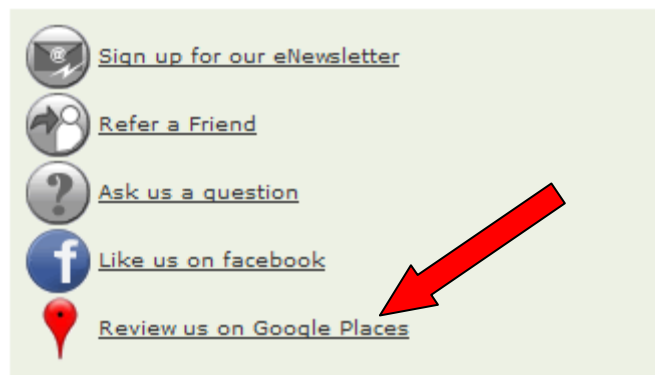 Sign up for our eNewsletter
Refer a Friend
Ask us a question
Like us on facebook
Review us on Google Places